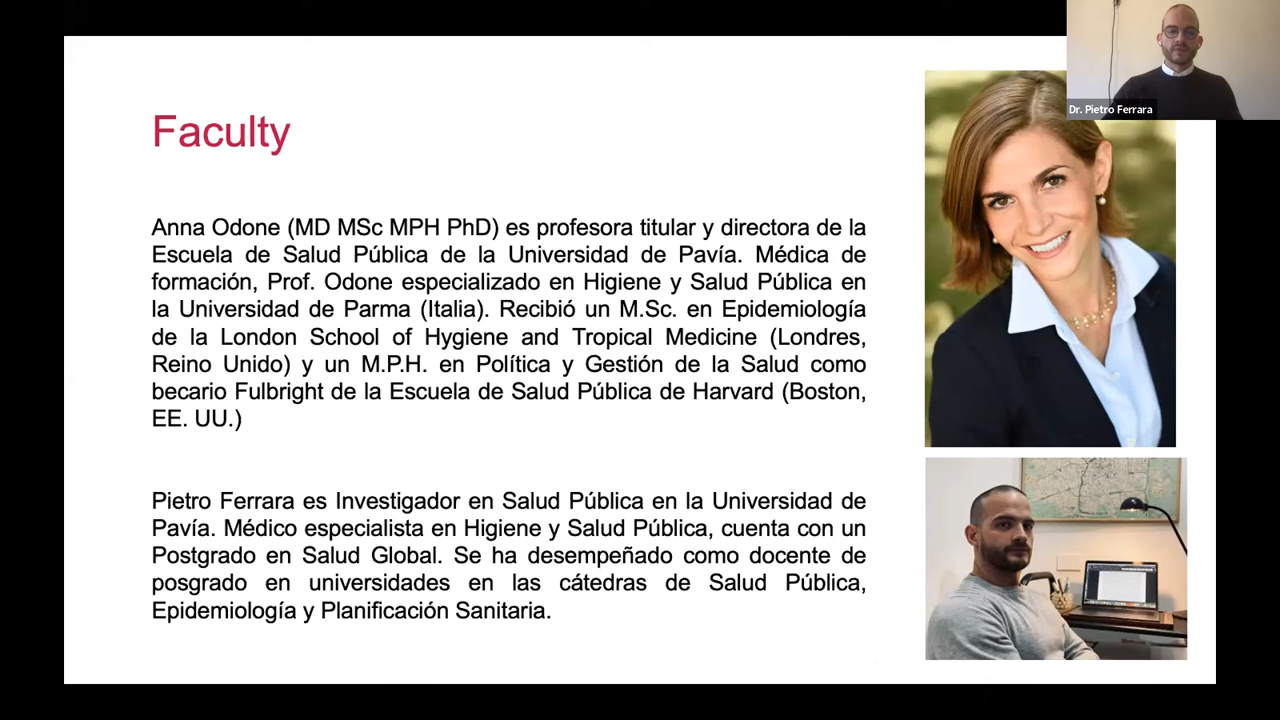 Dr. Pietro Ferrara
Faculty
Anna Odone (MD MSc MPH PhD) es profesora titular y directora de la
Escuela de Salud Pública de la Universidad de Pavía. Médica de
formación, Prof. Odone especializado en Higiene y Salud Pública en
la Universidad de Parma (Italia). Recibió un M.Sc. en Epidemiología
de la London School of Hygiene and Tropical Medicine (Londres,
Reino Unido) y un M.P.H. en Política y Gestión de la Salud como
becario Fulbright de la Escuela de Salud Pública de Harvard (Boston,
EE. UU.)
Pietro Ferrara es Investigador en Salud Pública en la Universidad de
Pavía. Médico especialista en Higiene y Salud Pública, cuenta con un
Postgrado en Salud Global. Se ha desempeñado como docente de
posgrado en universidades en las cátedras de Salud Pública,
Epidemiología y Planificación Sanitaria.